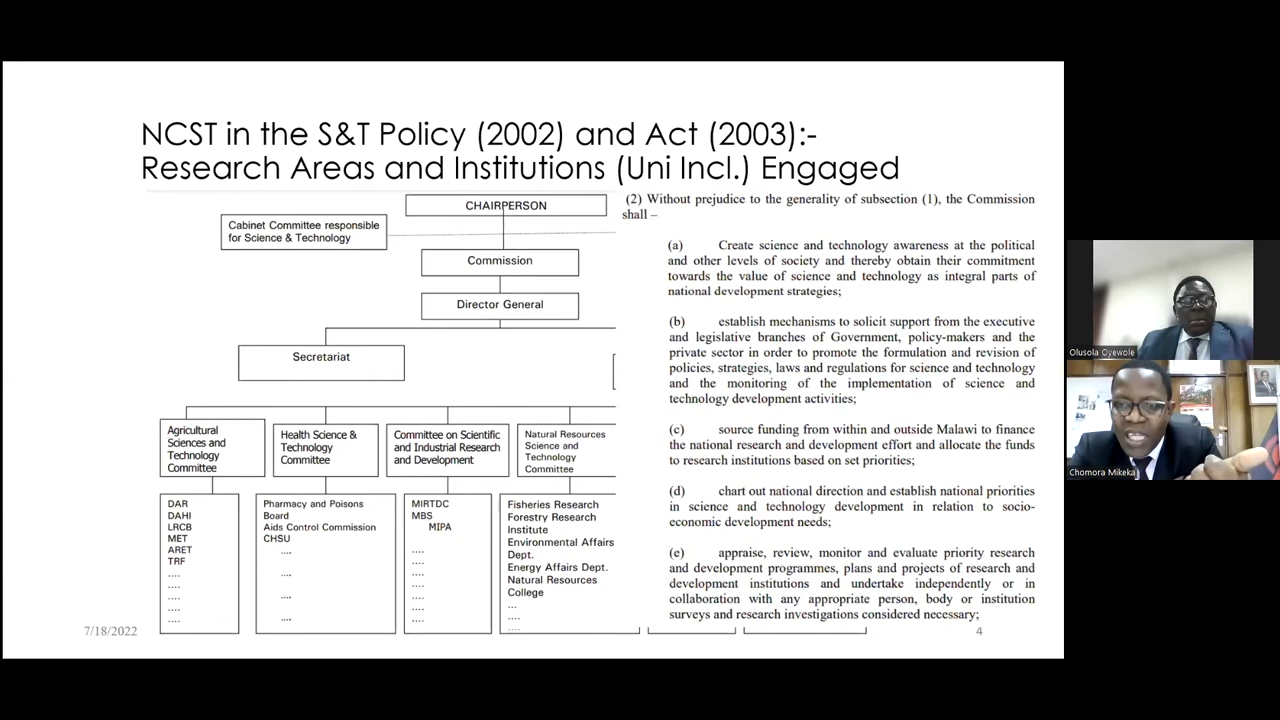 NCST in the S&T Policy (2002) and Act (2003):-
Research Areas and Institutions (Uni Incl.) Engaged
CHAIRPERSON
Cabinet Committee responsible
for Science & Technology
Commission
Director General
Secretariat
Agricultural
Sciences and
Technology
Committee
Health Science &
Technology
Committee
Committee on Scientific
and Industrial Research
and Development
Natural Resources
Science and
Technology
Committee
DAR
DAHI
LRCB
MET
ARET
TRF
....
....
....
....
....
Pharmacy and Poisons
Board
Aids Control Commission
CHSU
....
....
....
....
MIRTDC
MBS
MIPA
....
....
....
....
....
....
....
Fisheries Research
Forestry Research
Institute
Environmental Affairs
Dept.
Energy Affairs Dept.
Natural Resources
College
...
....
....
(2) Without prejudice to the generality of subsection (1), the Commission
shall –
(a) Create science and technology awareness at the political
and other levels of society and thereby obtain their commitment
towards the value of science and technology as integral parts of
national development strategies;
(b) establish mechanisms to solicit support from the executive
and legislative branches of Government, policy-makers and the
private sector in order to promote the formulation and revision of
policies, strategies, laws and regulations for science and technology
and the monitoring of the implementation of science and
technology development activities;
(c) source funding from within and outside Malawi to finance
the national research and development effort and allocate the funds
to research institutions based on set priorities;
(d) chart out national direction and establish national priorities
in science and technology development in relation to socio-
economic development needs;
(e) appraise, review, monitor and evaluate priority research
and development programmes, plans and projects of research and
development institutions and undertake independently or in
collaboration with any appropriate person, body or institution
surveys and research investigations considered necessary;
7/18/2022
4
Olusola Oyewole
Chomora Mikeka